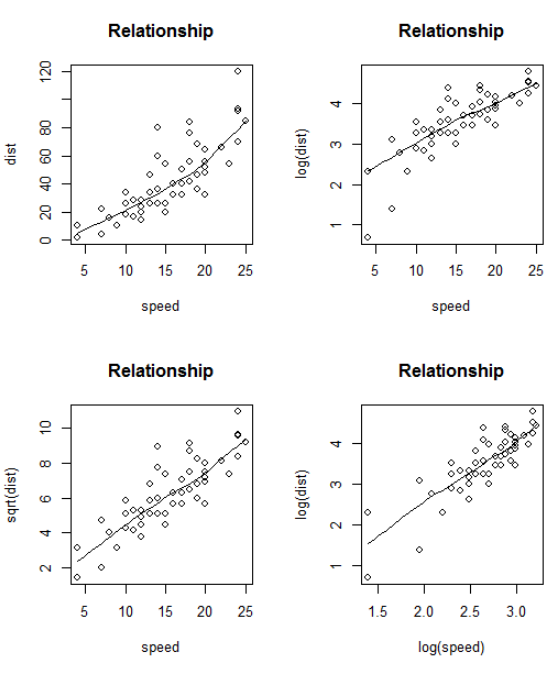 Relationship
dist
0 20 40 60 80 120
5 10 15 20 25
speed
Relationship
log(dist)
1 2 3 4
5 10 15 20 25
speed
Relationship
sqrt(dist)
2 4 6 8 10
5 10 15 20 25
speed
Relationship
log(dist)
1 2 3 4
1.5 2.0 2.5 3.0
log(speed)